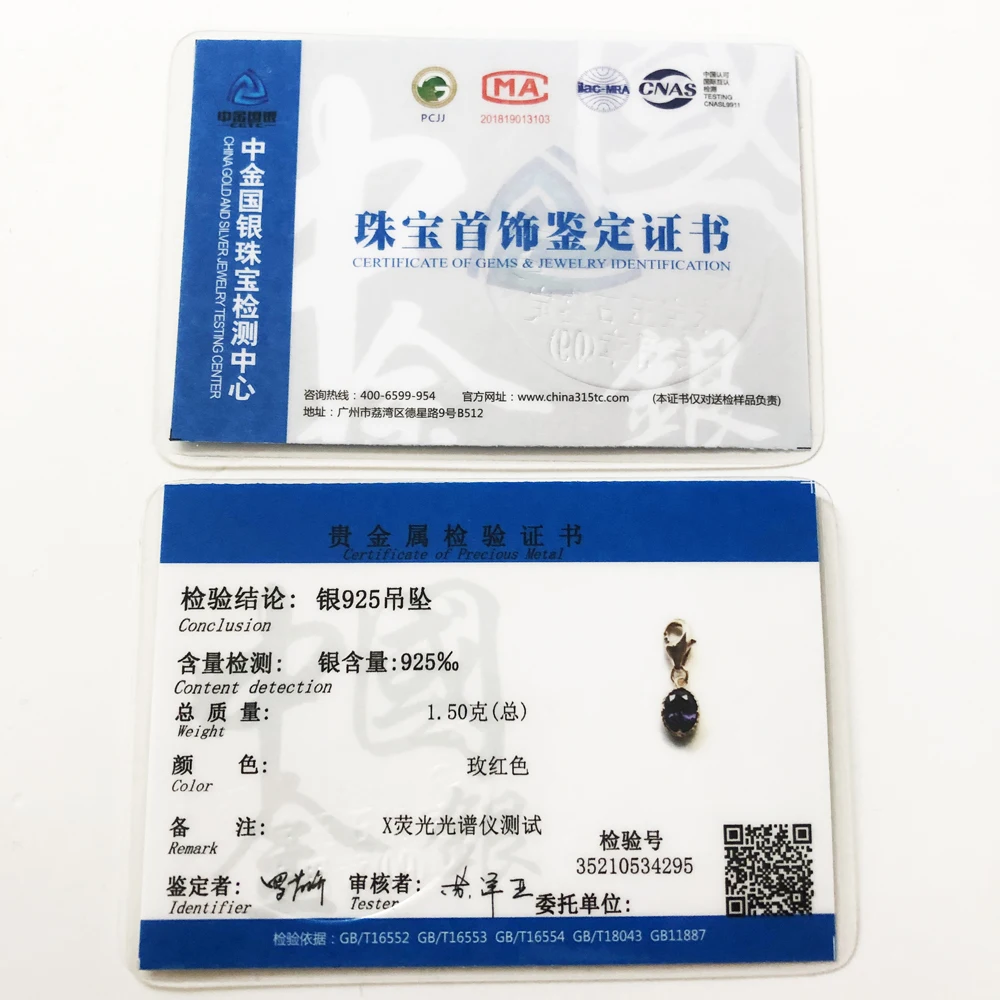 中金国银
CGTC
中金国银珠宝检测中心
CHINA GOLD AND SILVER JEWELRY TESTING CENTER
PCJJ
MA
201819013103
ilac-MRA
CNAS
中国认可
国际互认
检测
TESTING
CNASL9911
珠宝首饰鉴定证书
CERTIFICATE OF GEMS & JEWELRY IDENTIFICATION
咨询热线：400-6599-954 官方网址：www.china315tc.com (本证书仅对送检样品负责)
地址：广州市荔湾区德星路9号B512
贵金属检验证书
Certificate of Precious Metal
检验结论: 银925吊坠
Conclusion
含量检测: 银含量:925‰
Content detection
总质量: 1.50克(总)
Weight
颜 色: 玫红色
Color
备 注: X荧光光谱仪测试
Remark
检验号
35210534295
鉴定者: 审核者: 委托单位:
Identifier Tester
检验依据：GB/T16552 GB/T16553 GB/T16554 GB/T18043 GB11887